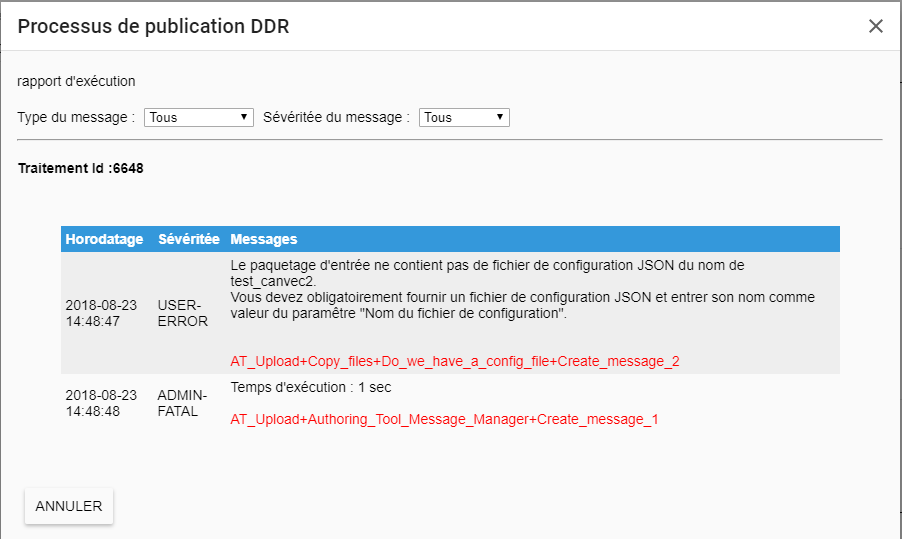 Processus de publication DDR
rapport d'exécution
Type du message : Tous Sévéritée du message : Tous
Traitement Id :6648
Horodatage Sévéritée Messages
Le paquetage d'entrée ne contient pas de fichier de configuration JSON du nom de
test_canvec2.
2018-08-23 USER- Vous devez obligatoirement fournir un fichier de configuration JSON et entrer son nom comme
14:48:47 ERROR valeur du paramètre "Nom du fichier de configuration".
AT_Upload+Copy_files+Do_we_have_a_config_file+Create_message_2
2018-08-23 ADMIN- Temps d'exécution : 1 sec
14:48:48 FATAL
AT_Upload+Authoring_Tool_Message_Manager+Create_message_1
ANNULER